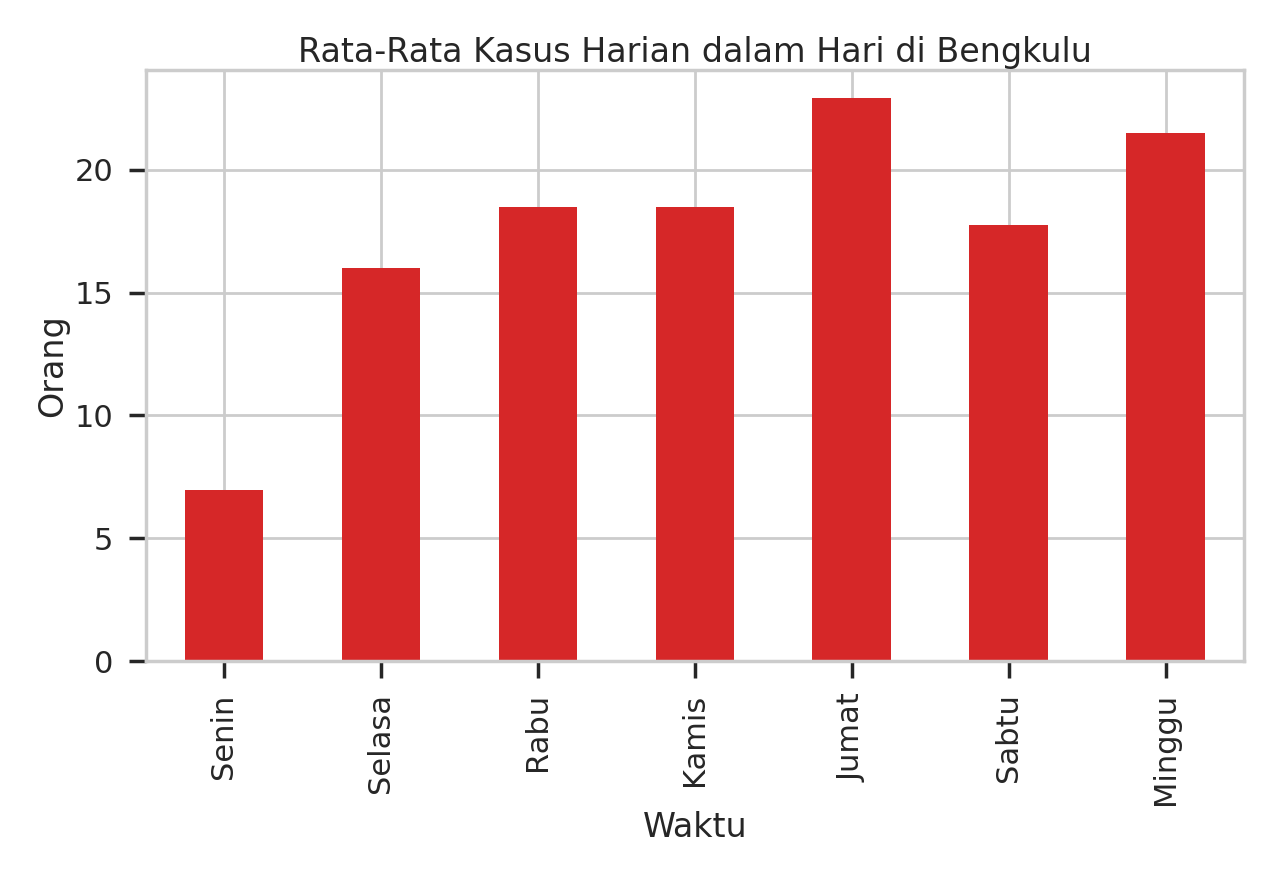 Rata-Rata Kasus Harian dalam Hari di Bengkulu
20
15
10
5
0
Orang
Senin
Selasa
Rabu
Kamis
Jumat
Sabtu
Minggu
Waktu